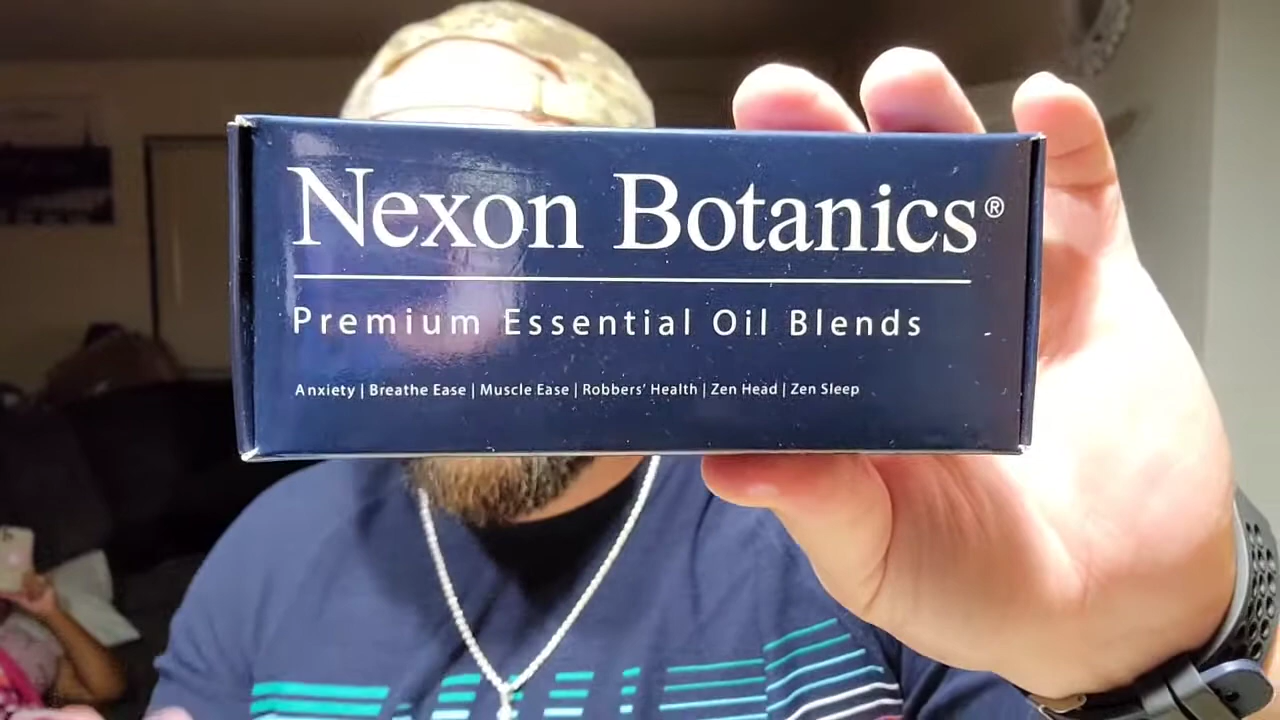 Nexon Botanics®
Premium Essential Oil Blends
Anxiety | Breathe Ease | Muscle Ease | Robbers' Health | Zen Head | Zen Sleep